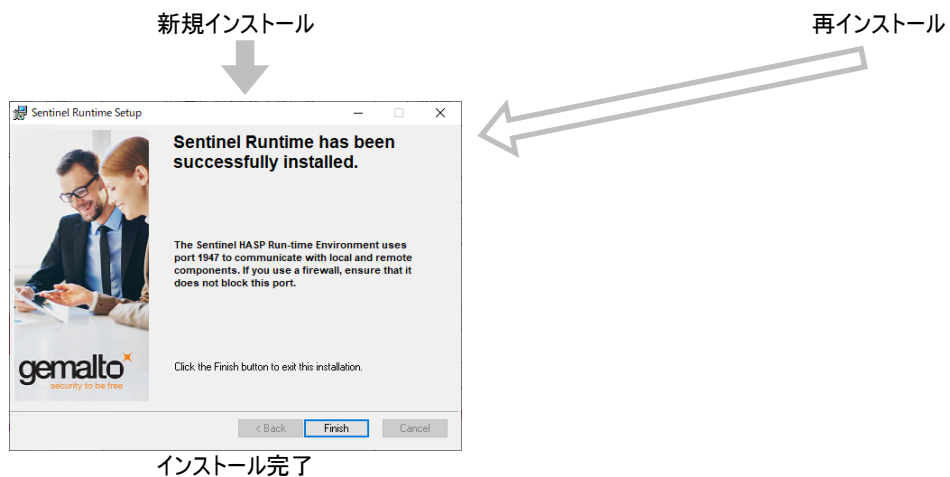 新規インストール
再インストール
Sentinel Runtime Setup
Sentinel Runtime has been
successfully installed.
The Sentinel HASP Run-time Environment uses
port 1947 to communicate with local and remote
components. If you use a firewall, ensure that it
does not block this port.
gemalto
security to be free
Click the Finish button to exit this installation.
< Back
Finish
Cancel
インストール完了